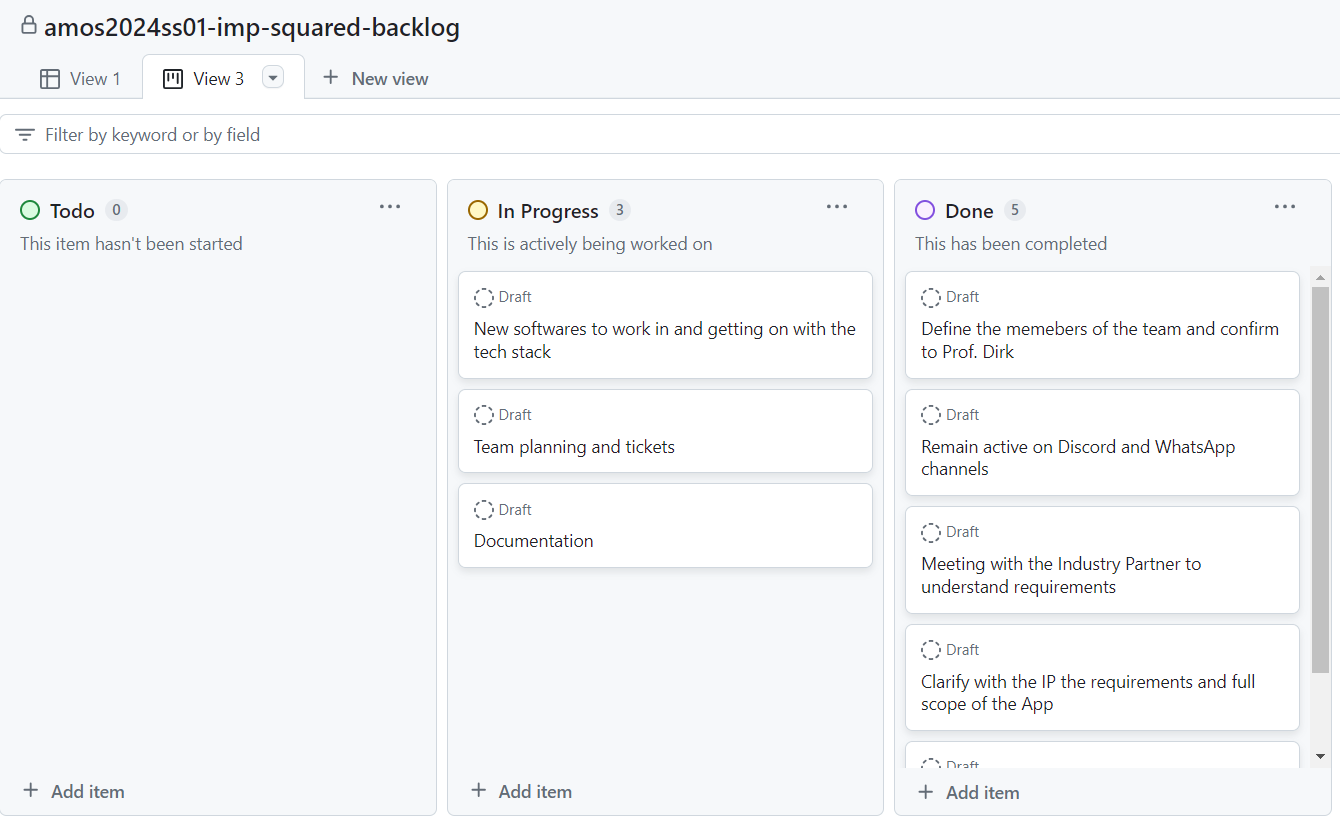 amos2024ss01-imp-squared-backlog
View 1
View 3
New view
Filter by keyword or by field
Todo 0
This item hasn't been started
Add item
In Progress 3
This is actively being worked on
Draft
New softwares to work in and getting on with the
tech stack
Draft
Team planning and tickets
Draft
Documentation
Add item
Done 5
This has been completed
Draft
Define the memebers of the team and confirm
to Prof. Dirk
Draft
Remain active on Discord and WhatsApp
channels
Draft
Meeting with the Industry Partner to
understand requirements
Draft
Clarify with the IP the requirements and full
scope of the App
Draft
Add item